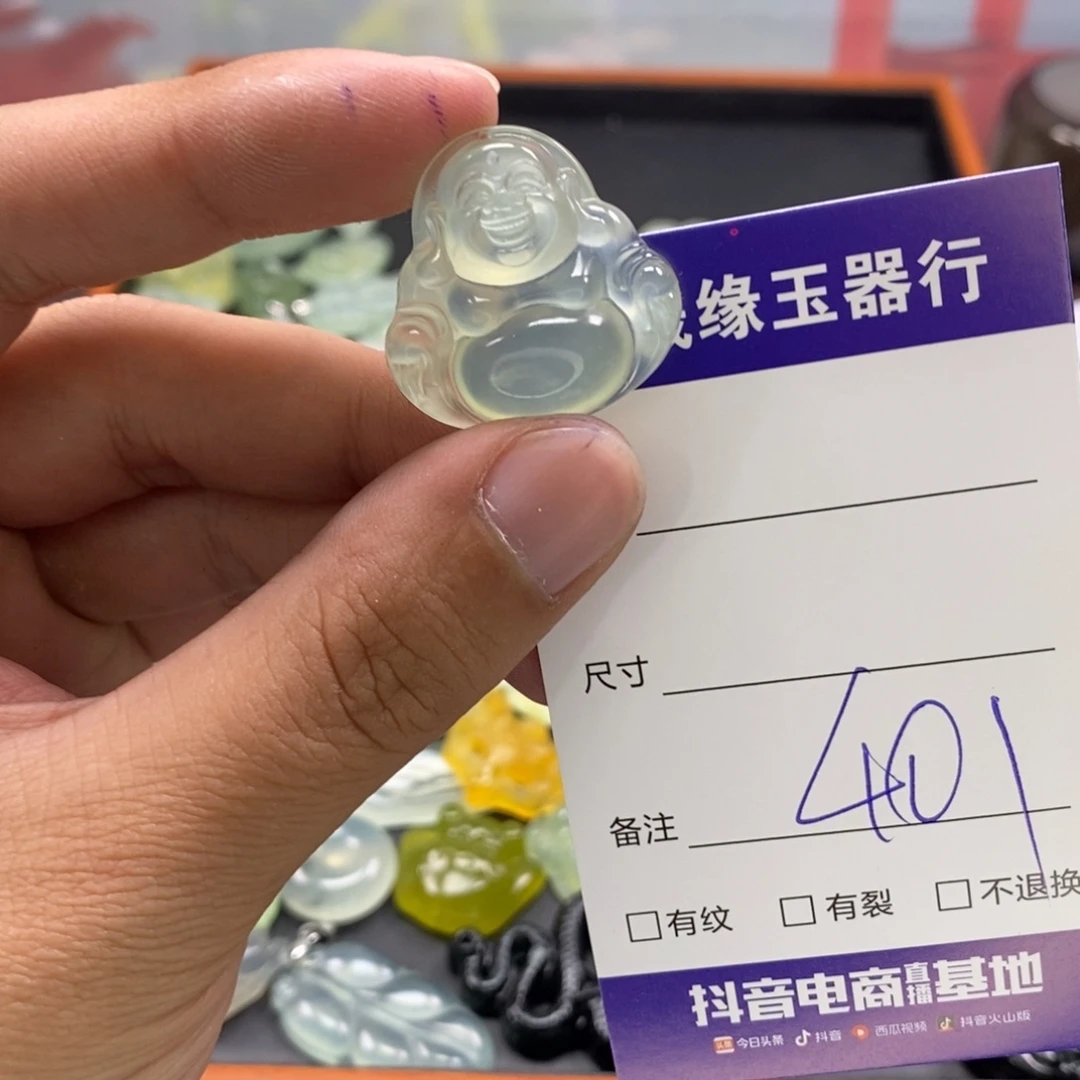 缘玉器行
尺寸
401
备注
□有纹 □有裂 □不退换
抖音电商直播基地
今日头条 抖音 西瓜视频 抖音火山版